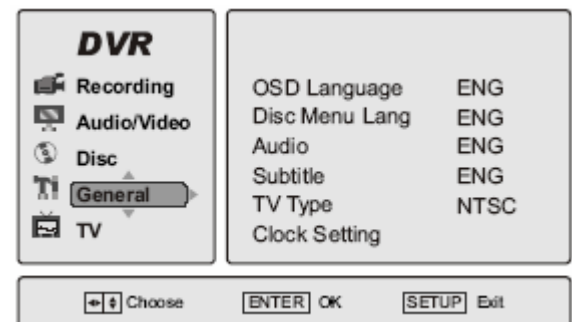 DVR
Recording
Audio/Video
Disc
General
TV
OSD Language ENG
Disc Menu Lang ENG
Audio ENG
Subtitle ENG
TV Type NTSC
Clock Setting
Choose ENTER OK SETUP Exit